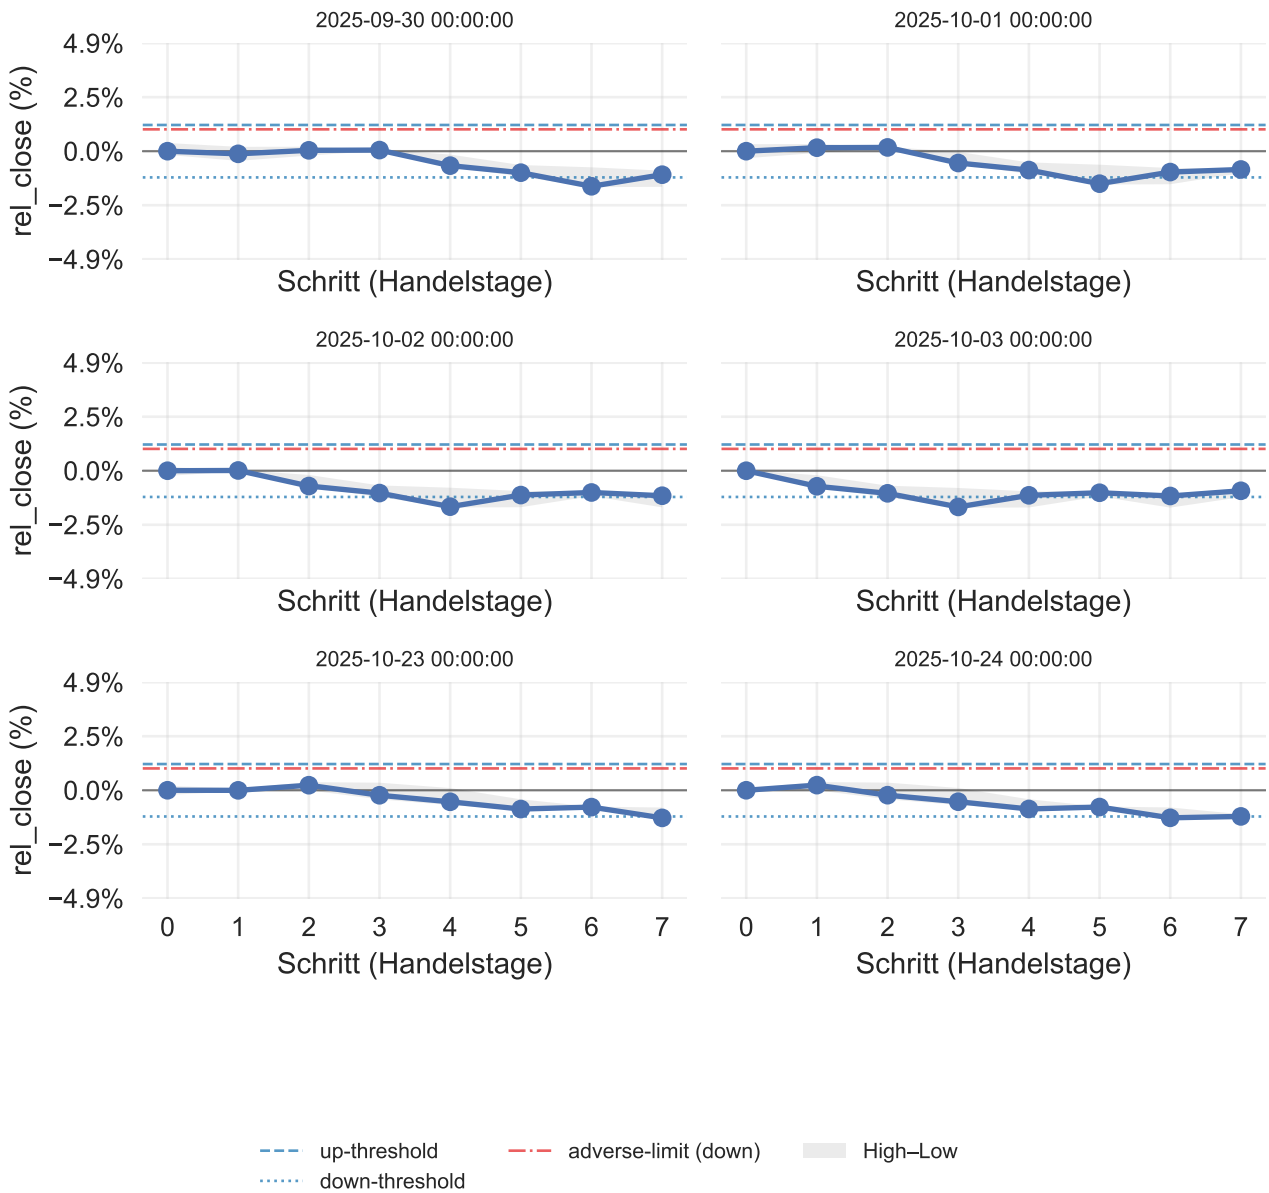 2025-09-30 00:00:00
4.9%
2.5%
0.0%
−2.5%
−4.9%
rel_close (%)
Schritt (Handelstage)
2025-10-01 00:00:00
Schritt (Handelstage)
2025-10-02 00:00:00
4.9%
2.5%
0.0%
−2.5%
−4.9%
rel_close (%)
Schritt (Handelstage)
2025-10-03 00:00:00
Schritt (Handelstage)
2025-10-23 00:00:00
4.9%
2.5%
0.0%
−2.5%
−4.9%
rel_close (%)
0 1 2 3 4 5 6 7
Schritt (Handelstage)
2025-10-24 00:00:00
0 1 2 3 4 5 6 7
Schritt (Handelstage)
up-threshold
down-threshold
adverse-limit (down)
High–Low